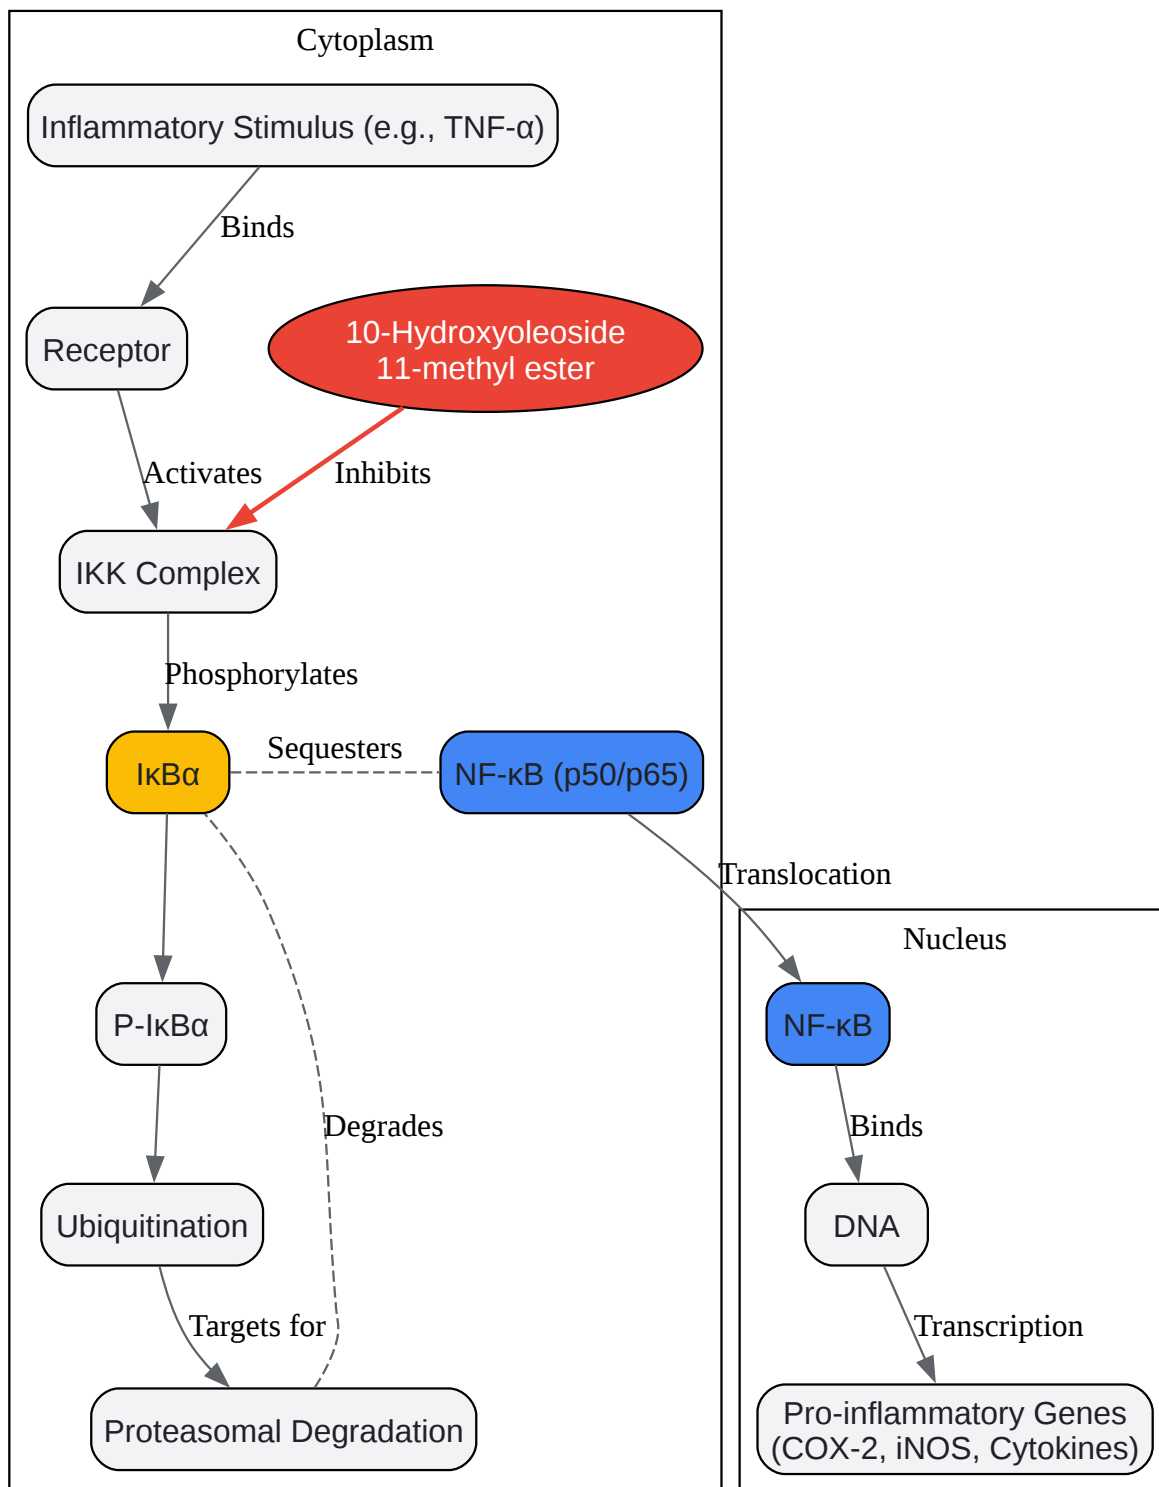 Cytoplasm
Inflammatory Stimulus (e.g., TNF-α)
Binds
Receptor
10-Hydroxyoleoside
11-methyl ester
Activates
Inhibits
IKK Complex
Phosphorylates
IκBα
Sequesters
NF-κB (p50/p65)
Translocation
Nucleus
P-IκBα
NF-κB
Degrades
Binds
Ubiquitination
DNA
Targets for
Transcription
Proteasomal Degradation
Pro-inflammatory Genes
(COX-2, iNOS, Cytokines)